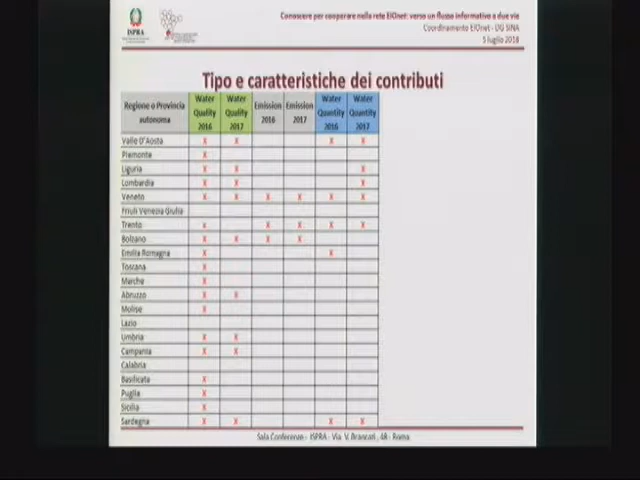 Conoscere per cooperare nella rete EIOnet: verso un flusso informativo a due vie
Coordinamento EIOnet - DG SINA
5 luglio 2018
ISPRA
Tipo e caratteristiche dei contributi
Regione o Provincia autonoma Water Quality 2016 Water Quality 2017 Emission 2016 Emission 2017 Water Quantity 2016 Water Quantity 2017
Valle D'Aosta X X X X
Piemonte X
Liguria X X X
Lombardia X X X
Veneto X X X X X X
Friuli Venezia Giulia
Trento X X X X X
Bolzano X X X X
Emilia Romagna X X
Toscana X
Marche X
Abruzzo X X
Molise X
Lazio
Umbria X X
Campania X X
Calabria
Basilicata X
Puglia X
Sicilia X
Sardegna X X X X
Sala Conferenze - ISPRA - Via V. Brancati, 48 - Roma